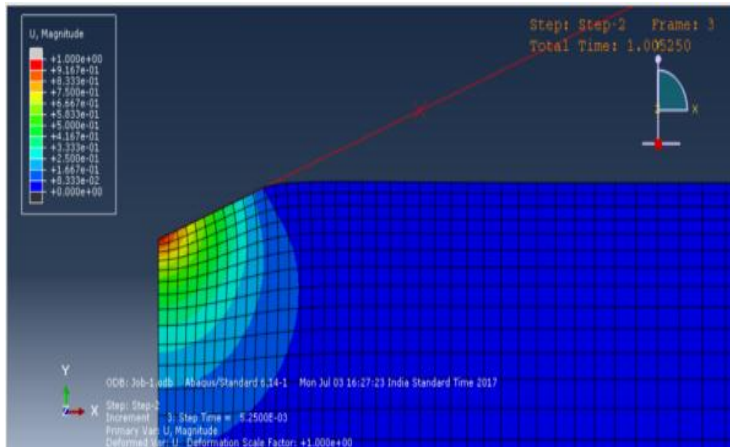 U, Magnitude
+1.000e+00
+9.167e-01
+8.333e-01
+7.500e-01
+6.667e-01
+5.833e-01
+5.000e-01
+4.167e-01
+3.333e-01
+2.500e-01
+1.667e-01
+8.333e-02
+0.000e+00
Step: Step-2 Frame: 3
Total Time: 1.005250
Y
X
Z
Y
X
Z
ODB: Job-1.odb Abaqus/Standard 6.14-1 Mon Jul 03 16:27:23 India Standard Time 2017
Step: Step-2
Increment 3: Step Time = 5.2500E-03
Primary Var: U, Magnitude
Deformed Var: U Deformation Scale Factor: +1.000e+00